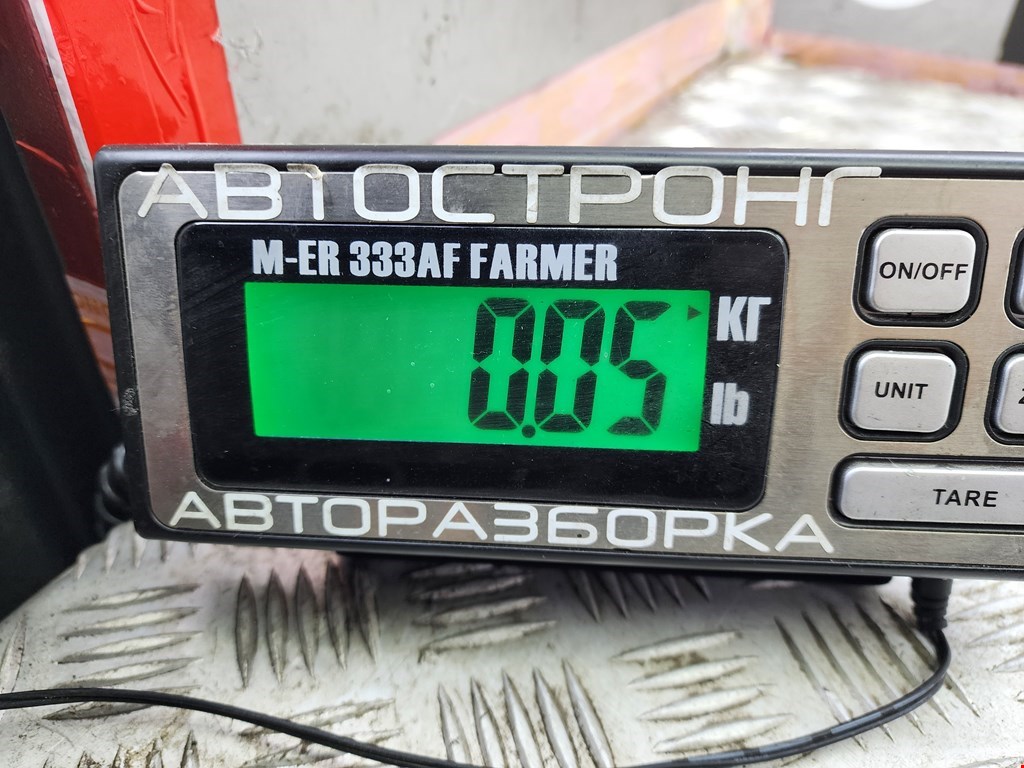 АВТОСТРОНГ
M-ER 333AF FARMER
0.05
КГ
lb
АВТОРАЗБОРКА
ON/OFF
UNIT
TARE